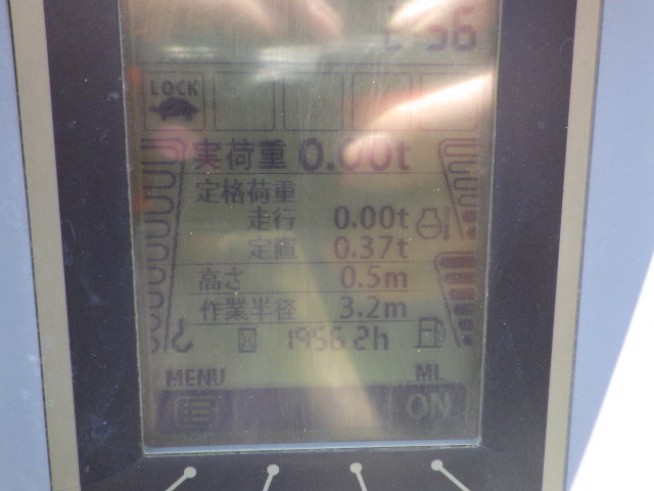 LOCK
実荷重 0.00t
定格荷重
走行 0.00t
定置 0.37t
高さ 0.5m
作業半径 3.2m
1956 2h
MENU ML
ON